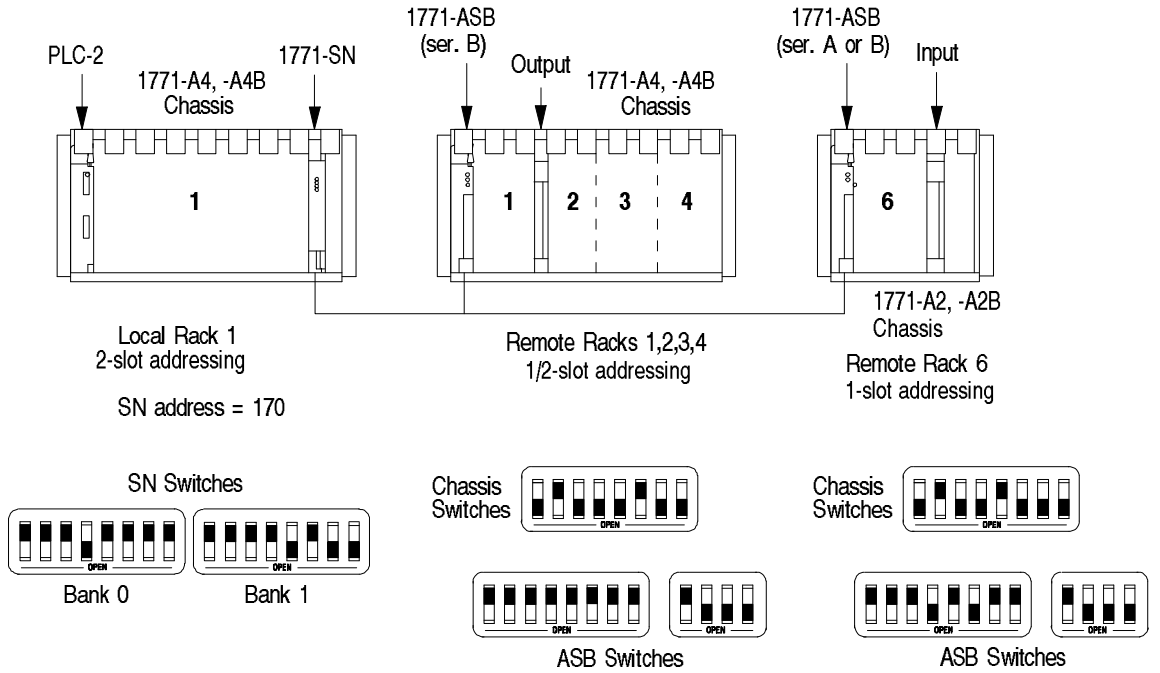 PLC-2
1771-A4, -A4B
Chassis
1771-SN
1
Local Rack 1
2-slot addressing
SN address = 170
1771-ASB
(ser. B)
Output
1771-A4, -A4B
Chassis
1
2
3
4
Remote Racks 1,2,3,4
1/2-slot addressing
1771-ASB
(ser. A or B)
Input
6
1771-A2, -A2B
Chassis
Remote Rack 6
1-slot addressing
SN Switches
OPEN
OPEN
Bank 0
Bank 1
Chassis
Switches
OPEN
OPEN
OPEN
ASB Switches
Chassis
Switches
OPEN
OPEN
OPEN
ASB Switches